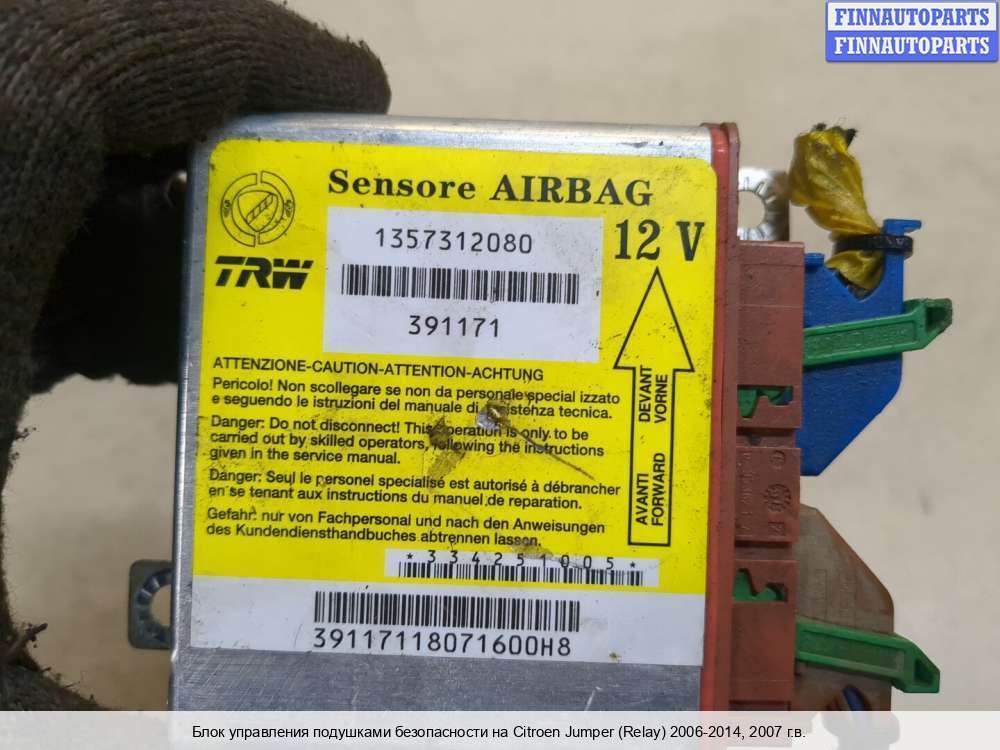 FINNAUTOPARTS
FINNAUTOPARTS
Sensore AIRBAG
1357312080
12 V
TRW
391171
ATTENZIONE-CAUTION-ATTENTION-ACHTUNG
Pericolo! Non scollegare se non da personale special izzato
e seguendo le istruzioni del manuale di assistenza tecnica.
Danger: Do not disconnect! This operation is only to be
carried out by skilled operators, following the instructions
given in the service manual.
Danger: Seul le personel specialisé est autorisé à débrancher
en se tenant aux instructions du manuel de reparation.
Gefahr: nur von Fachpersonal und nach den Anweisungen
des Kundendiensthandbuches abtrennen lassen.
AVANTI DEVANT
FORWARD VORNE
*334251005*
39117118071600H8
Блок управления подушками безопасности на Citroen Jumper (Relay) 2006-2014, 2007 г.в.